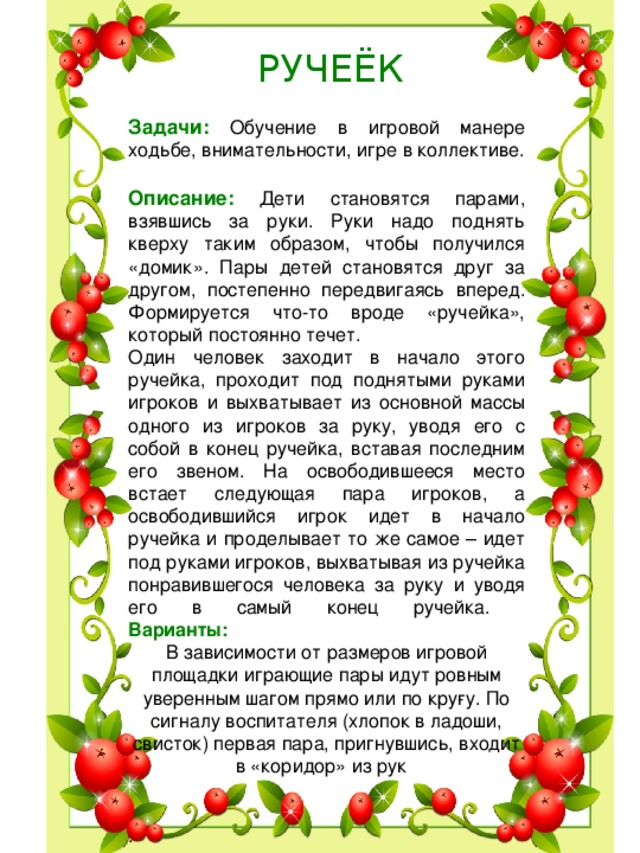 РУЧЕЁК
Задачи: Обучение в игровой манере
ходьбе, внимательности, игре в коллективе.
Описание: Дети становятся парами,
взявшись за руки. Руки надо поднять
кверху таким образом, чтобы получился
«домик». Пары детей становятся друг за
другом, постепенно передвигаясь вперед.
Формируется что-то вроде «ручейка»,
который постоянно течет.
Один человек заходит в начало этого
ручейка, проходит под поднятыми руками
игроков и выхватывает из основной массы
одного из игроков за руку, уводя его с
собой в конец ручейка, вставая последним
его звеном. На освободившееся место
встает следующая пара игроков, а
освободившийся игрок идет в начало
ручейка и проделывает то же самое – идет
под руками игроков, выхватывая из ручейка
понравившегося человека за руку и уводя
его в самый конец ручейка.
Варианты:
В зависимости от размеров игровой
площадки играющие пары идут ровным
уверенным шагом прямо или по кругу. По
сигналу воспитателя (хлопок в ладоши,
свисток) первая пара, пригнувшись, входит
в «коридор» из рук